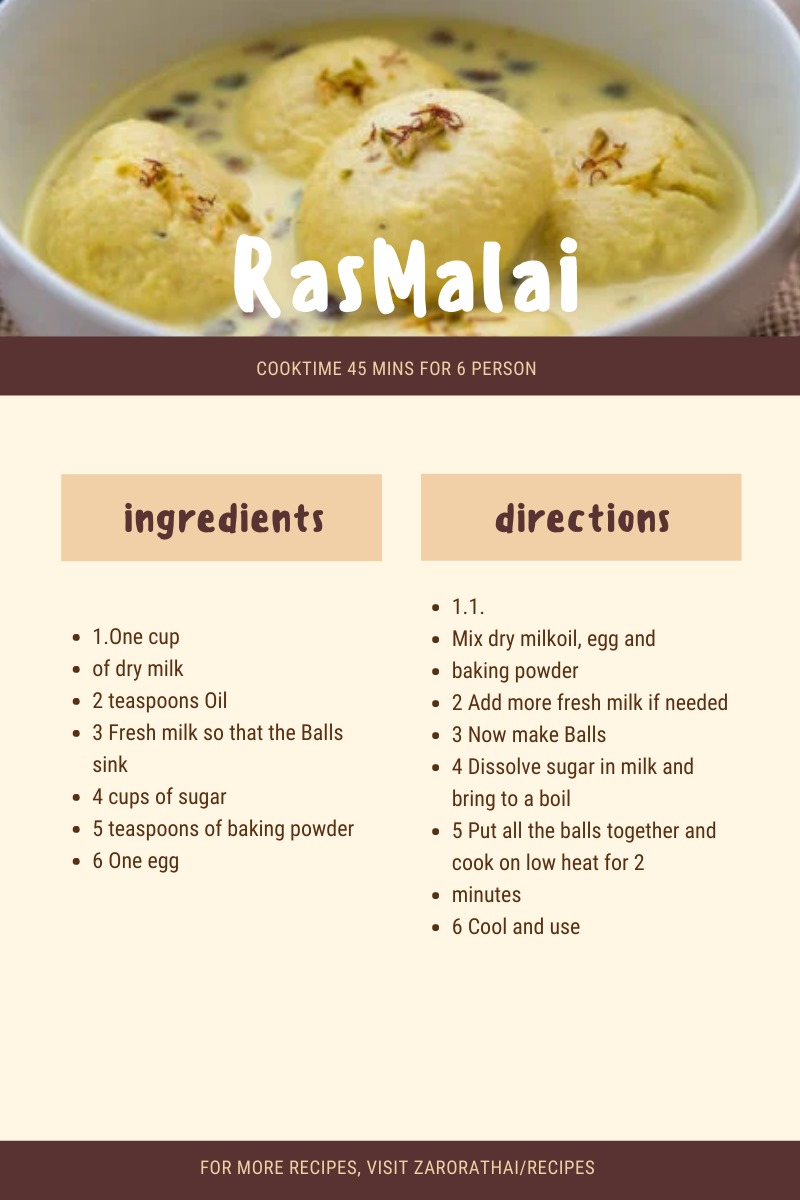 RasMalai
COOKTIME 45 MINS FOR 6 PERSON
ingredients
• 1.One cup
• of dry milk
• 2 teaspoons Oil
• 3 Fresh milk so that the Balls
sink
• 4 cups of sugar
• 5 teaspoons of baking powder
• 6 One egg
directions
• 1.1.
• Mix dry milkoil, egg and
• baking powder
• 2 Add more fresh milk if needed
• 3 Now make Balls
• 4 Dissolve sugar in milk and
bring to a boil
• 5 Put all the balls together and
cook on low heat for 2
• minutes
• 6 Cool and use
FOR MORE RECIPES, VISIT ZARORATHAI/RECIPES